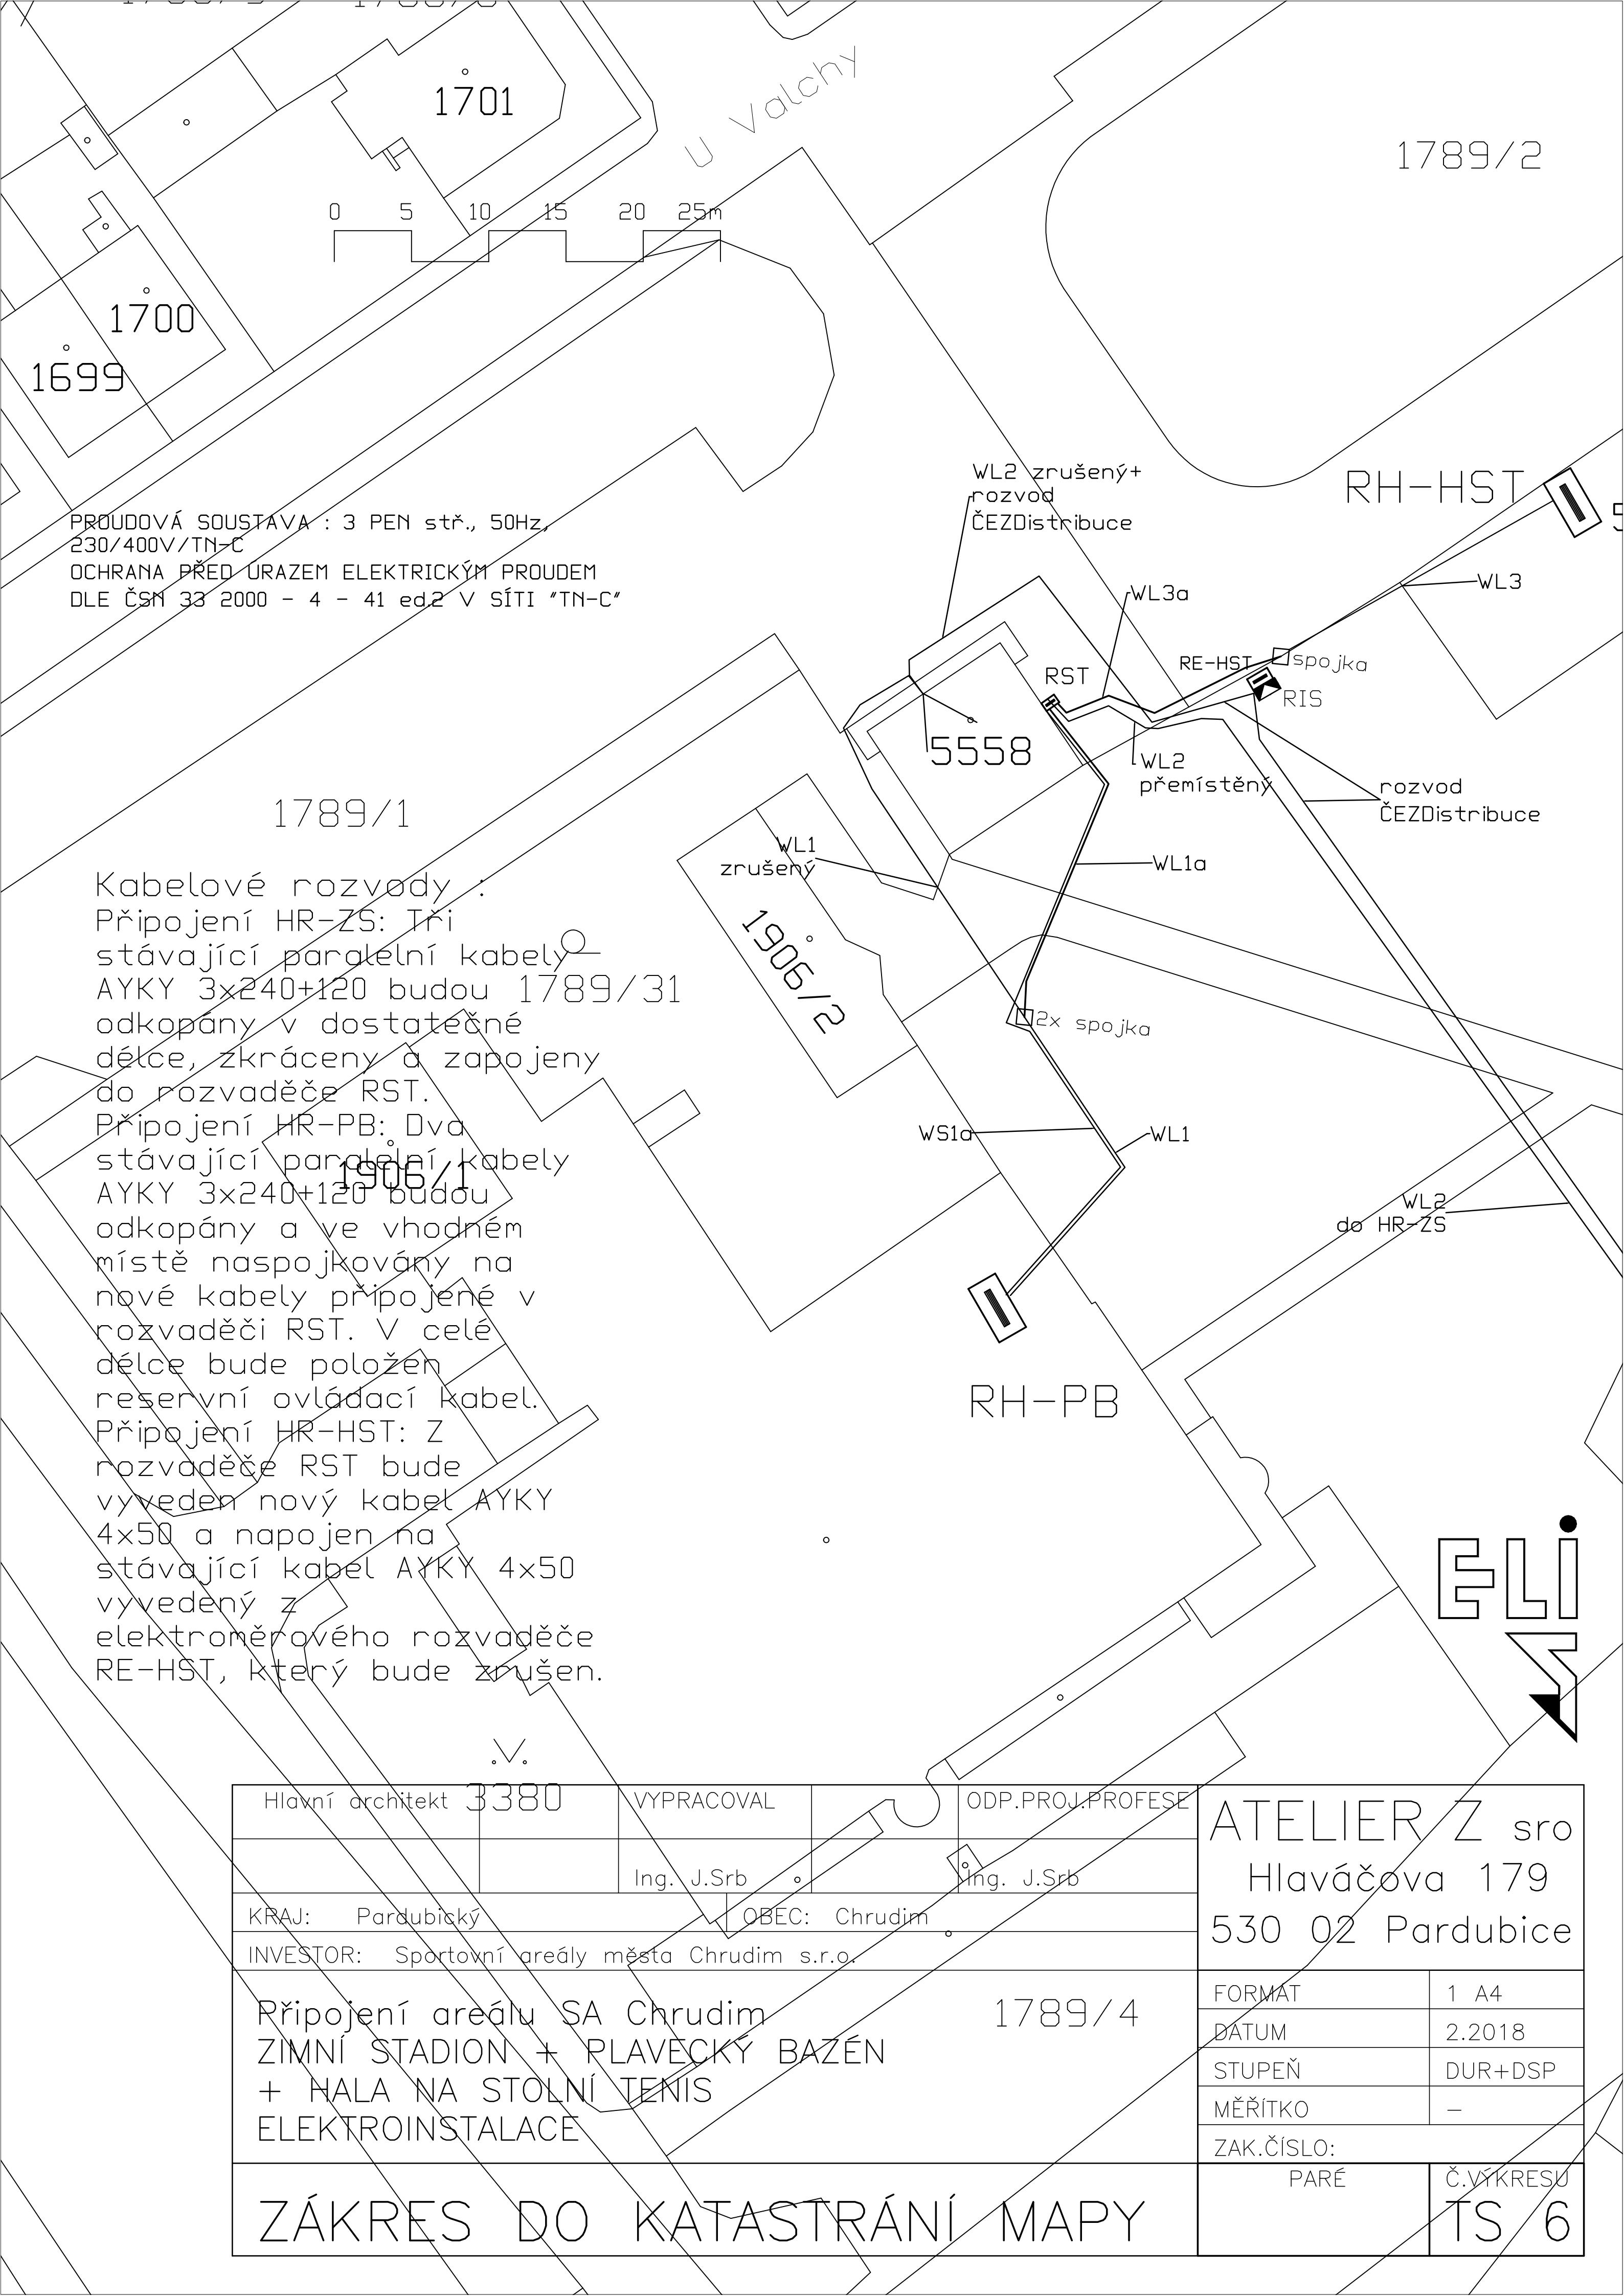 1701
U Valchy
1789/2
0 5 10 15 20 25m
1700
1699
WL2 zrušený+
rozvod
ČEZDistribuce
RH-HST
PROUDOVÁ SOUSTAVA : 3 PEN stř., 50Hz,
230/400V/TN-C
OCHRANA PŘED URAZEM ELEKTRICKÝM PROUDEM
DLE ČSN 33 2000 - 4 - 41 ed.2 V SÍTI "TN-C"
WL3
WL3a
RE-HST
spojka
RST
RIS
5558
WL2
přemístěný
rozvod
ČEZDistribuce
1789/1
WL1
zrušený
WL1a
1906/2
1789/31
2x spojka
Kabelové rozvody :
Připojení HR-ZS: Tři
stávající paralelní kabely
AYKY 3x240+120 budou
odkopány v dostatečné
délce, zkráceny a zapojeny
do rozvaděče RST.
Připojení HR-PB: Dva
stávající paralelní kabely
AYKY 3x240+120 budou
odkopány a ve vhodném
místě naspojkovány na
nové kabely připojené v
rozvaděči RST. V celé
délce bude položen
reservní ovládací kabel.
Připojení HR-HST: Z
rozvaděče RST bude
vyveden nový kabel AYKY
4x50 a napojen na
stávající kabel AYKY 4x50
vyvedený z
elektroměrového rozvaděče
RE-HST, který bude zrušen.
1906/1
WS1a
WL1
WL2
do HR-ZS
RH-PB
ELi
3380
Hlavní architekt
VYPRACOVAL
ODP.PROJ.PROFESE
Ing. J.Srb
Ing. J.Srb
KRAJ: Pardubický
OBEC: Chrudim
INVESTOR: Sportovní areály města Chrudim s.r.o.
Připojení areálu SA Chrudim
ZIMNÍ STADION + PLAVECKÝ BAZÉN
+ HALA NA STOLNÍ TENIS
ELEKTROINSTALACE
1789/4
ZÁKRES DO KATASTRÁNÍ MAPY
ATELIER Z sro
Hlaváčova 179
530 02 Pardubice
FORMÁT 1 A4
DATUM 2.2018
STUPEŇ DUR+DSP
MĚŘÍTKO -
ZAK.ČÍSLO:
PARÉ
Č.VÝKRESU
TS 6